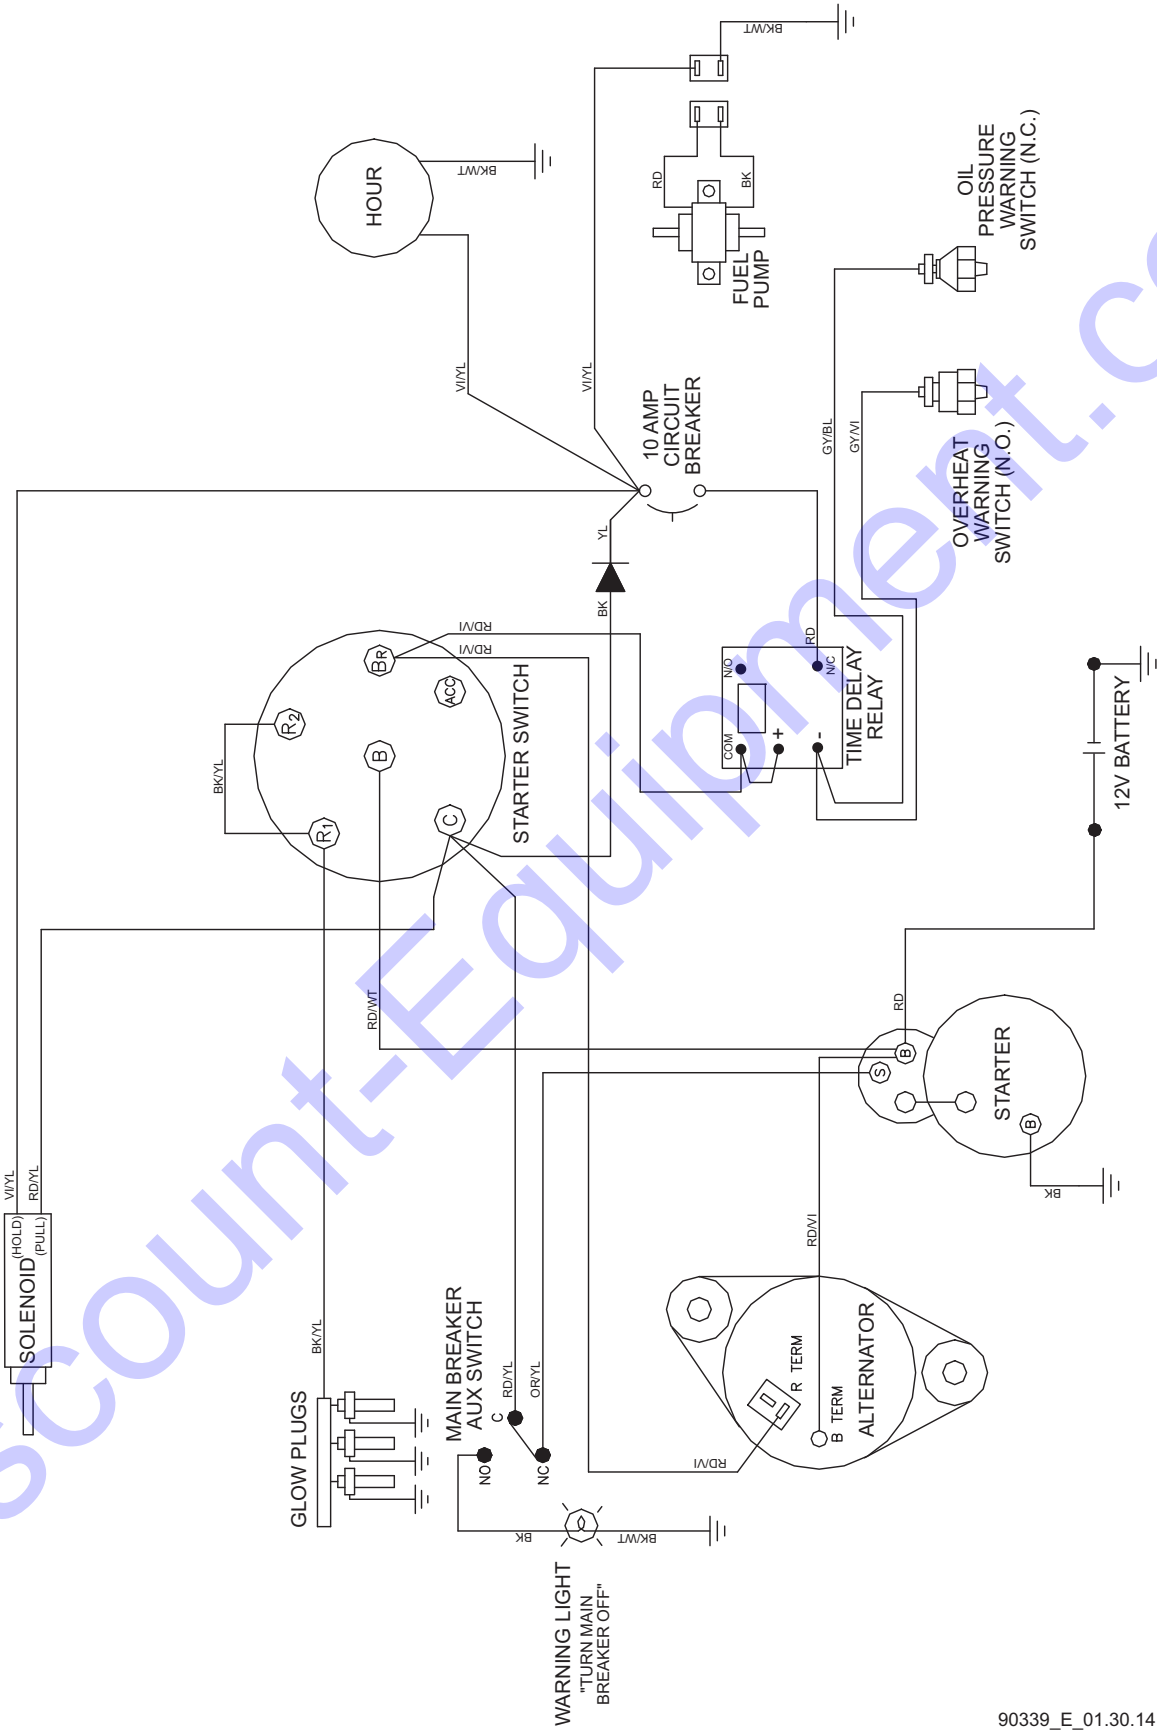 BK/WT
HOUR
BK/WT
VI/YL
VI/YL
RD
BK
FUEL
PUMP
OIL
PRESSURE
WARNING
SWITCH (N.C.)
10 AMP
CIRCUIT
BREAKER
GY/BL
GY/VI
OVERHEAT
WARNING
SWITCH (N.O.)
YL
BK
RD/VI
RD/VI
RD
N/O
N/C
COM
+
-
TIME DELAY
RELAY
BR
ACC
R2
B
R1
C
STARTER SWITCH
BK/YL
12V BATTERY
RD/WT
RD
VI/YL
RD/YL
(HOLD)
(PULL)
SOLENOID
B
S
STARTER
B
BK
RD/VI
BK/YL
GLOW PLUGS
MAIN BREAKER
AUX SWITCH
C
RD/YL
OR/YL
NO
NC
R TERM
B TERM
ALTERNATOR
RD/VI
BK
BK/WT
WARNING LIGHT
"TURN MAIN
BREAKER OFF"
scount-Equipment.c
90339_E_01.30.14